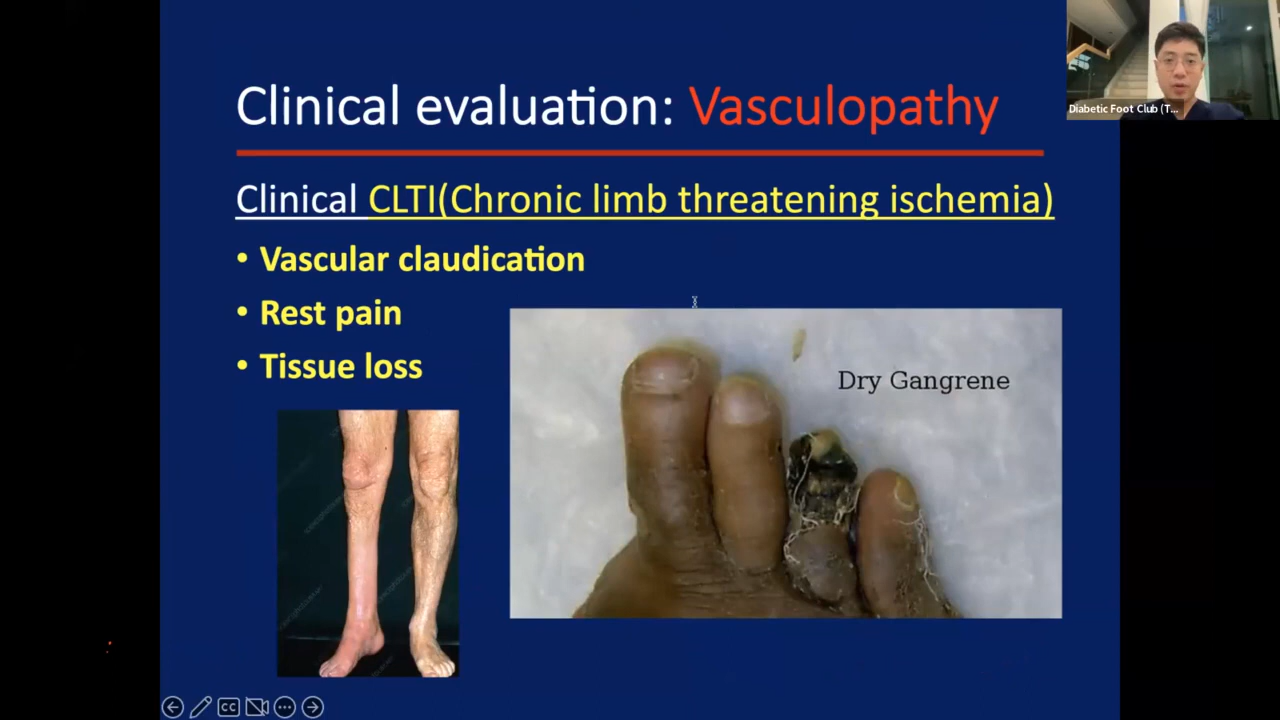 Clinical evaluation: Vasculopathy
Clinical CLTI(Chronic limb threatening ischemia)
• Vascular claudication
• Rest pain
• Tissue loss
Dry Gangrene
Diabetic Foot Club (T...
CC